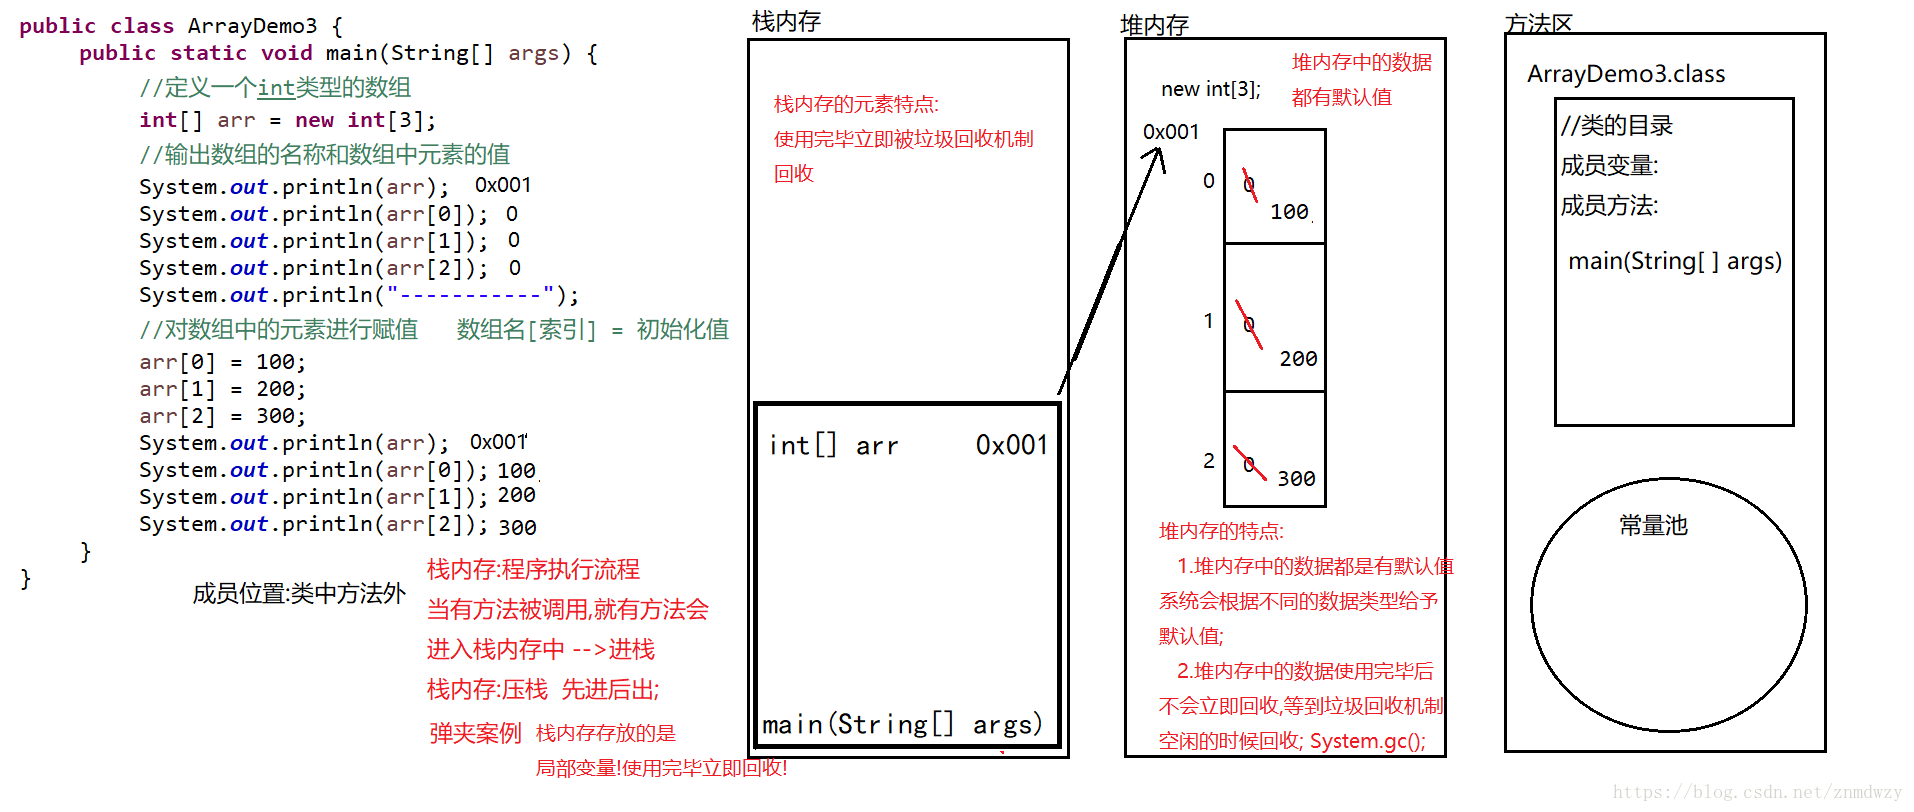 public class ArrayDemo3 {
public static void main(String[] args) {
//定义一个int类型的数组
int[] arr = new int[3];
//输出数组的名称和数组中元素的值
System.out.println(arr); 0x001
System.out.println(arr[0]); 0
System.out.println(arr[1]); 0
System.out.println(arr[2]); 0
System.out.println("-----------");
//对数组中的元素进行赋值 数组名[索引] = 初始化值
arr[0] = 100;
arr[1] = 200;
arr[2] = 300;
System.out.println(arr); 0x001
System.out.println(arr[0]); 100
System.out.println(arr[1]); 200
System.out.println(arr[2]); 300
}
}
成员位置:类中方法外
栈内存:程序执行流程
当有方法被调用,就有方法会
进入栈内存中 -->进栈
栈内存:压栈 先进后出;
弹夹案例 栈内存存放的是
局部变量!使用完毕立即回收!
栈内存
栈内存的元素特点:
使用完毕立即被垃圾回收机制
回收
int[] arr 0x001
main(String[] args)
堆内存
堆内存中的数据
都有默认值
new int[3];
0x001
0 0 100
1 0 200
2 0 300
堆内存的特点:
1.堆内存中的数据都是有默认值
系统会根据不同的数据类型给予
默认值;
2.堆内存中的数据使用完毕后
不会立即回收,等到垃圾回收机制
空闲的时候回收; System.gc();
方法区
ArrayDemo3.class
//类的目录
成员变量:
成员方法:
main(String[ ] args)
常量池
https://blog.csdn.net/znmdwzy